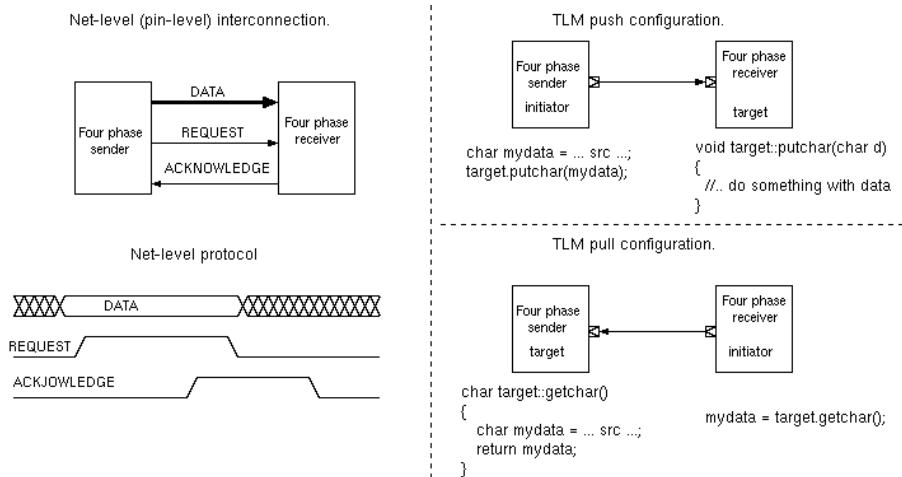 Net-level (pin-level) interconnection.
DATA
Four phase
sender
REQUEST
Four phase
receiver
ACKNOWLEDGE
Net-level protocol
DATA
REQUEST
ACKJOWLEDGE
TLM push configuration.
Four phase
sender
initiator
Four phase
receiver
target
char mydata = ... src ...;
target.putchar(mydata);
void target::putchar(char d)
{
//.. do something with data
}
TLM pull configuration.
Four phase
sender
target
Four phase
receiver
initiator
char target::getchar()
{
char mydata = ... src ...;
return mydata;
}
mydata = target.getchar();